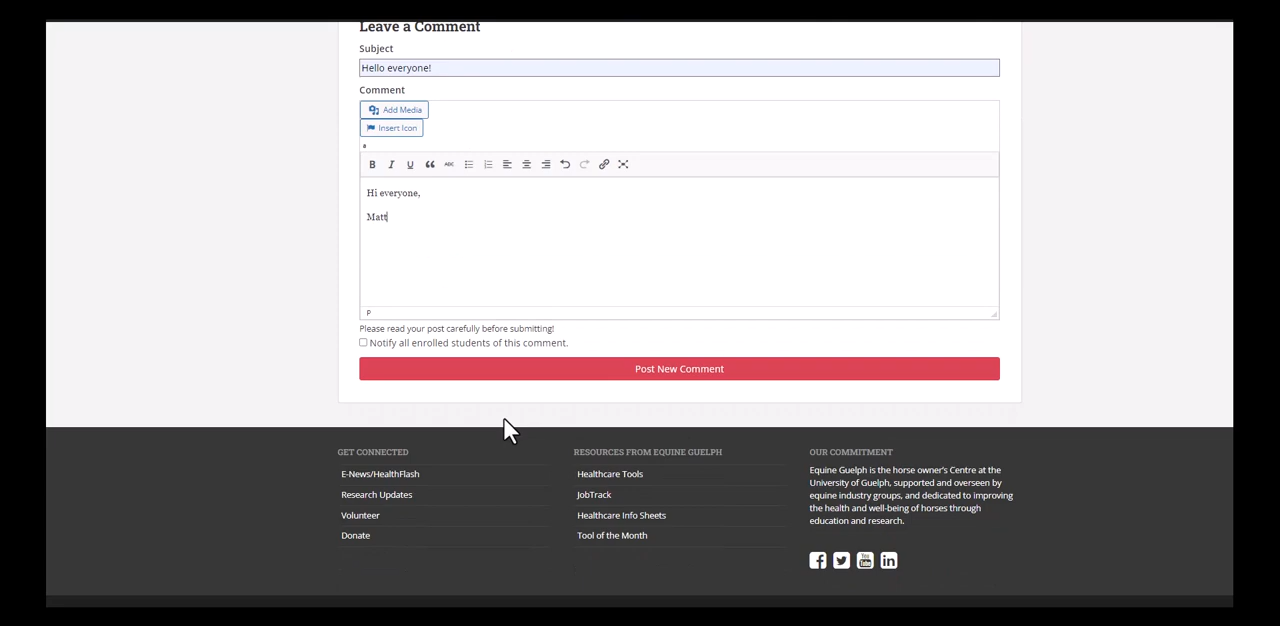 Leave a Comment
Subject
Hello everyone!
Comment
Add Media
Insert Icon
a
B I U ABC
Hi everyone,
Matt
P
Please read your post carefully before submitting!
Notify all enrolled students of this comment.
Post New Comment
GET CONNECTED
E-News/HealthFlash
Research Updates
Volunteer
Donate
RESOURCES FROM EQUINE GUELPH
Healthcare Tools
JobTrack
Healthcare Info Sheets
Tool of the Month
OUR COMMITMENT
Equine Guelph is the horse owner's Centre at the
University of Guelph, supported and overseen by
equine industry groups, and dedicated to improving
the health and well-being of horses through
education and research.
You Tube